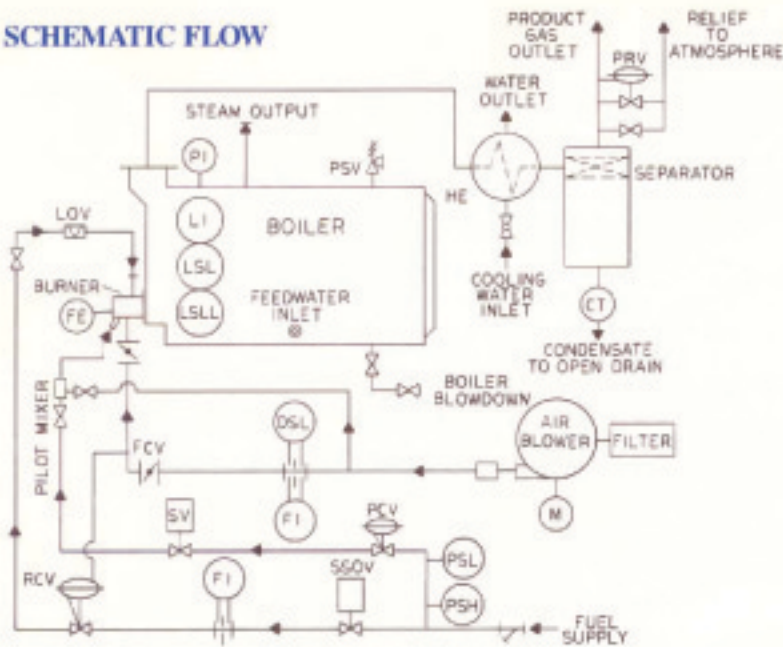 SCHEMATIC FLOW
PRODUCT
GAS
OUTLET
RELIEF
TO
ATMOSPHERE
PRV
WATER
OUTLET
STEAM OUTPUT
PI
PSV
HE
SEPARATOR
LOV
LI
BOILER
LSL
BURNER
FE
LSLL
FEEDWATER
INLET
COOLING
WATER
INLET
CT
CONDENSATE
TO OPEN DRAIN
BOILER
BLOWDOWN
PILOT MIXER
DSL
AIR
BLOWER
FILTER
FCV
M
SV
FI
PCV
PSL
RCV
FI
SSOV
PSH
FUEL
SUPPLY